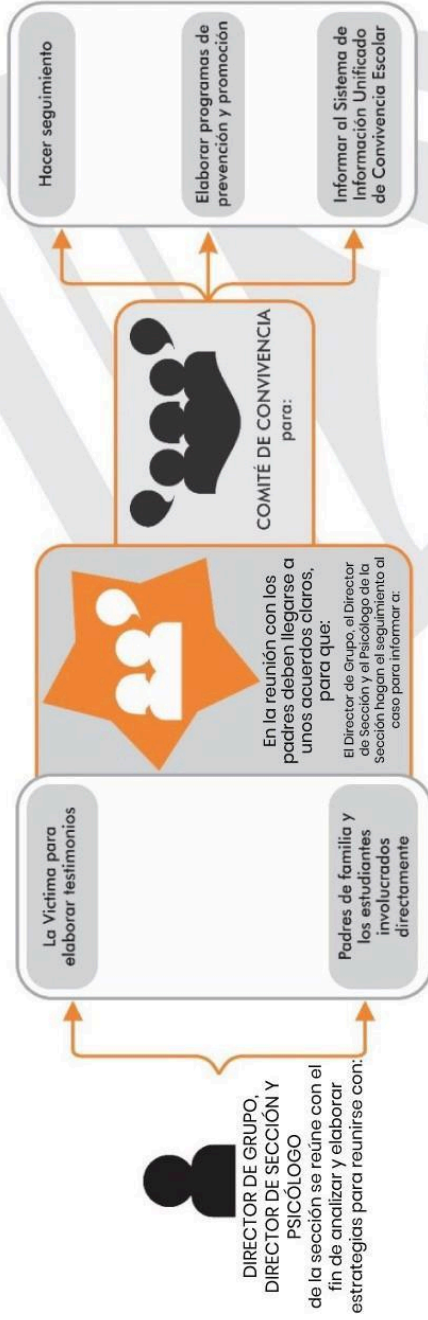 DIRECTOR DE GRUPO,
DIRECTOR DE SECCIÓN Y
PSICÓLOGO
de la sección se reúne con el
fin de analizar y elaborar
estrategias para reunirse con:
La Victima para
elaborar testimonios
Padres de familia y
los estudiantes
involucrados
directamente
En la reunión con los
padres deben llegarse a
unos acuerdos claros,
para que:
El Director de Grupo, el Director
de Sección y el Psicólogo de la
Sección hagan el seguimiento al
caso para informar a:
COMITÉ DE CONVIVENCIA
para:
Hacer seguimiento
Elaborar programas de
prevención y promoción
Informar al Sistema de
Información Unificado
de Convivencia Escolar